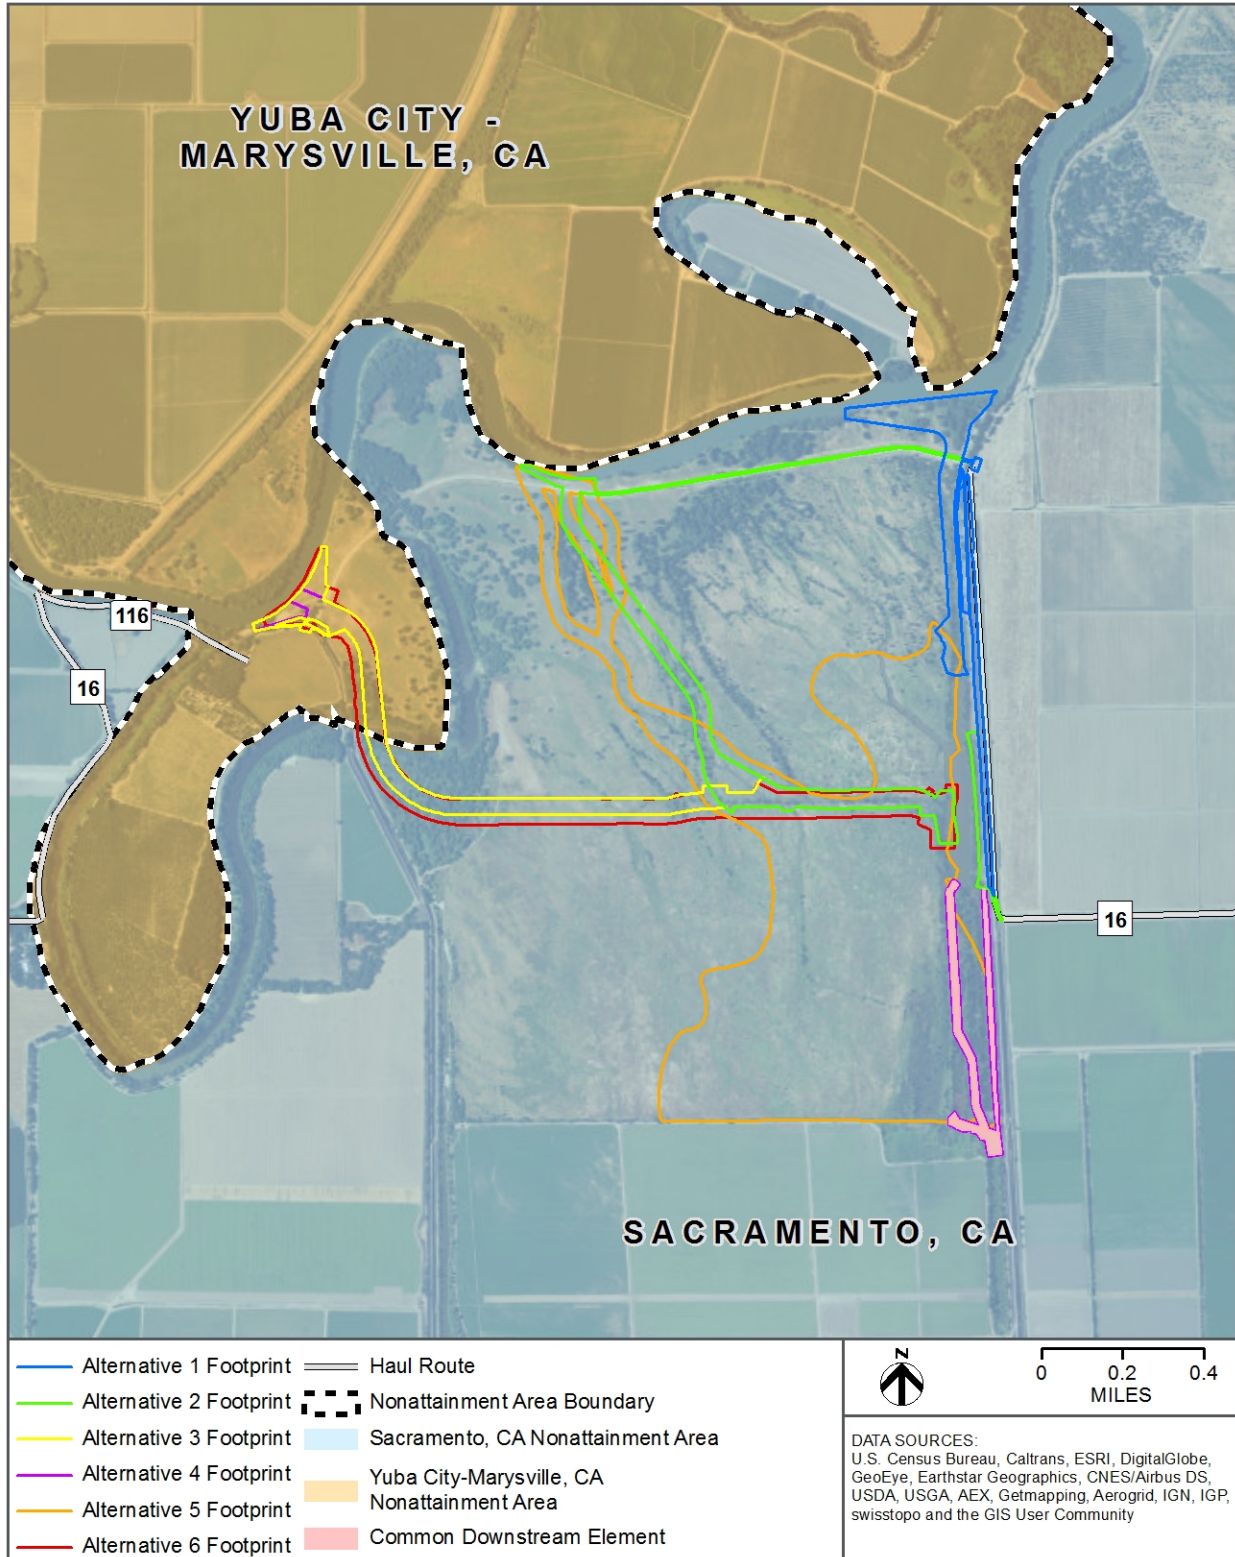 YUBA CITY -
MARYSVILLE, CA
116
16
16
SACRAMENTO, CA
Alternative 1 Footprint
Alternative 2 Footprint
Alternative 3 Footprint
Alternative 4 Footprint
Alternative 5 Footprint
Alternative 6 Footprint
Haul Route
Nonattainment Area Boundary
Sacramento, CA Nonattainment Area
Yuba City-Marysville, CA
Nonattainment Area
Common Downstream Element
N
0 0.2 0.4
MILES
DATA SOURCES:
U.S. Census Bureau, Caltrans, ESRI, DigitalGlobe,
GeoEye, Earthstar Geographics, CNES/Airbus DS,
USDA, USGA, AEX, Getmapping, Aerogrid, IGN, IGP,
swisstopo and the GIS User Community